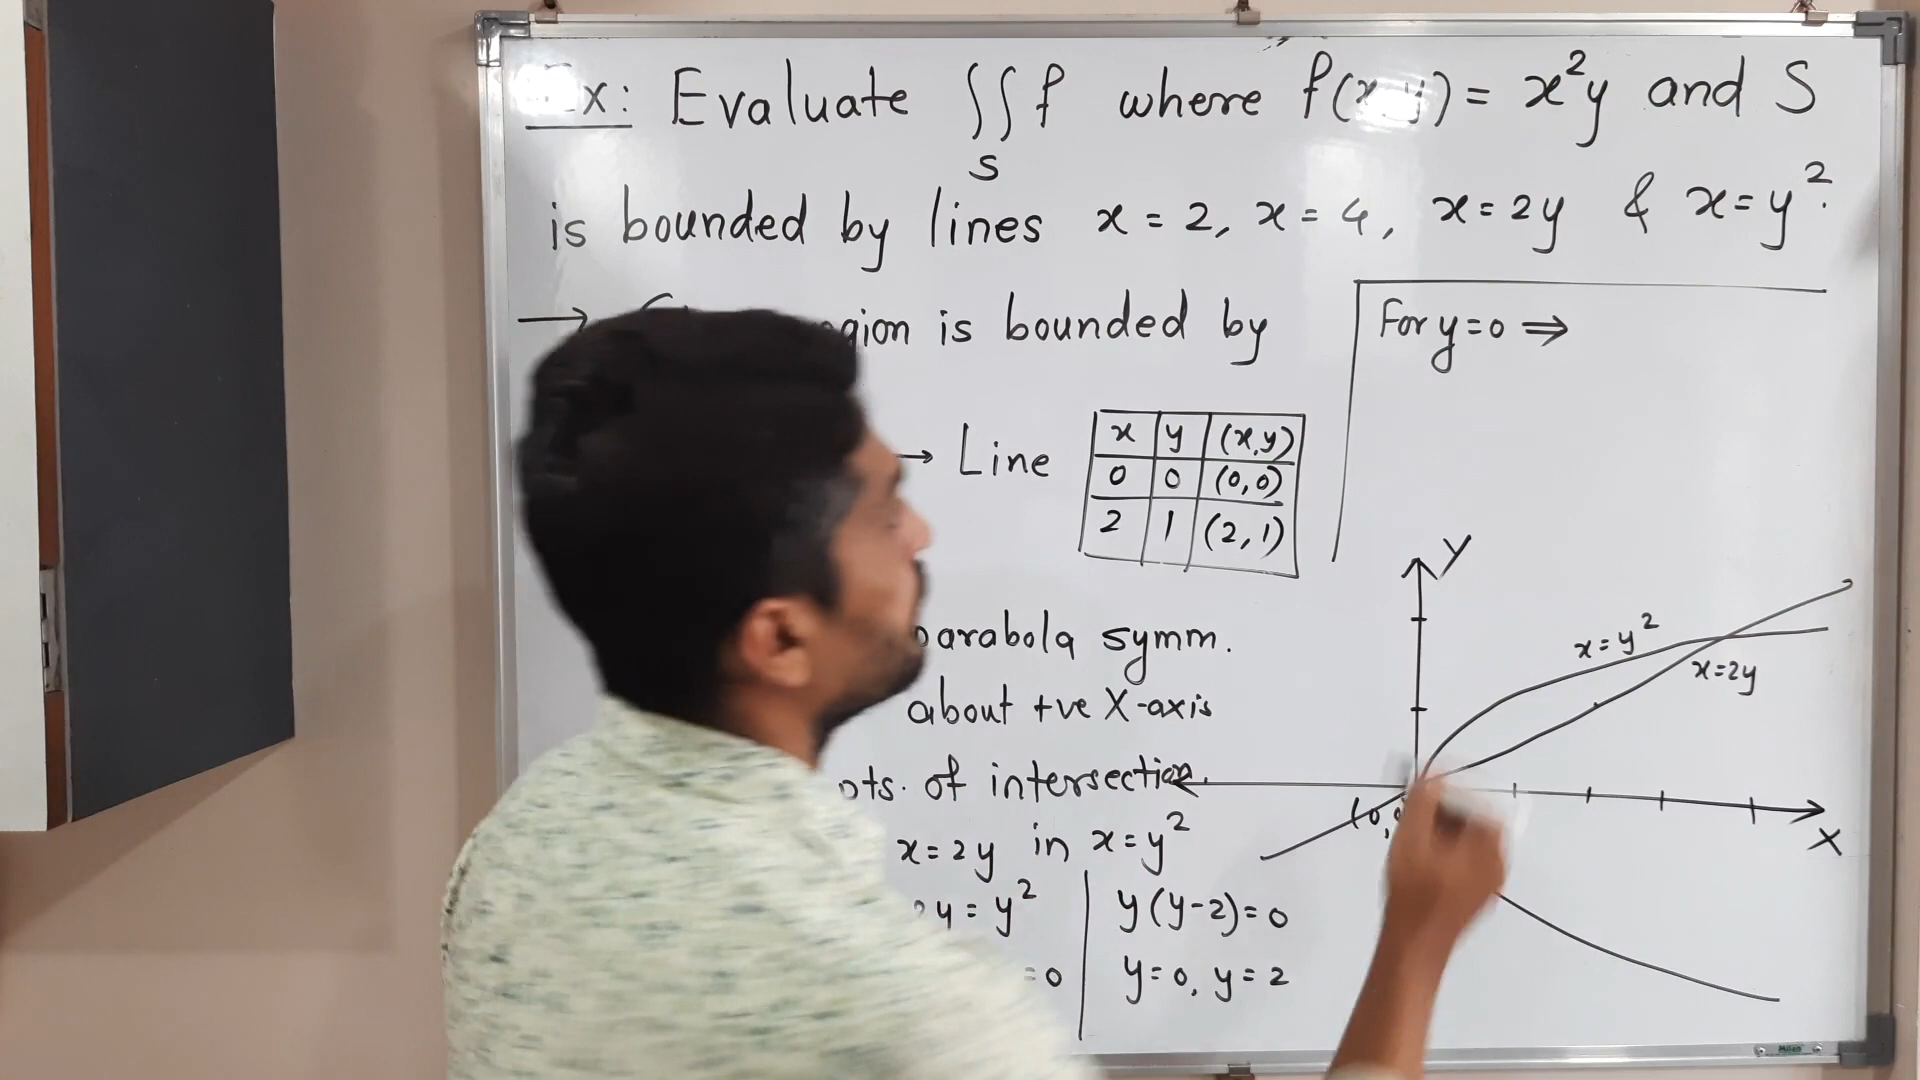 Ex: Evaluate ∬ f where f(x,y) = x²y and S
S
is bounded by lines x = 2, x = 4, x = 2y & x = y².
→ region is bounded by
→ Line
x y (x,y)
0 0 (0,0)
2 1 (2,1)
parabola symm.
about +ve X-axis
pts. of intersection.
x = 2y in x = y²
2y = y²
= 0
y(y-2) = 0
y = 0, y = 2
For y = 0 ⇒
Y
x = y²
x = 2y
(0,0
X